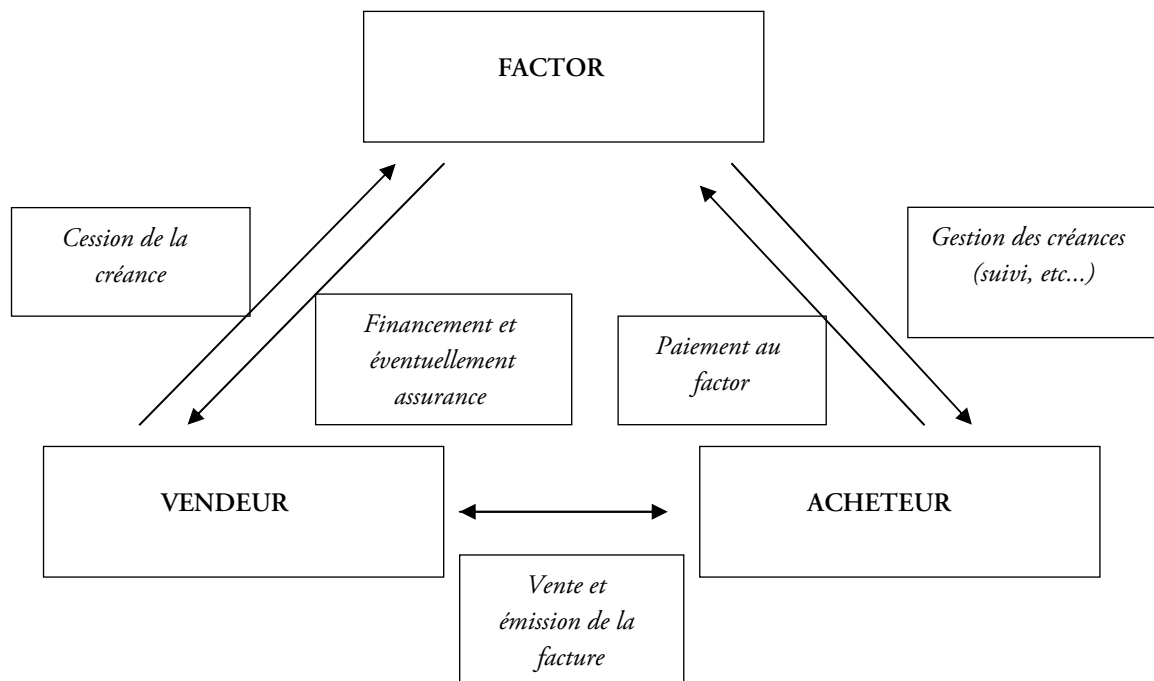 FACTOR
Cession de la
créance
Gestion des créances
(suivi, etc...)
Financement et
éventuellement
assurance
Paiement au
factor
VENDEUR
ACHETEUR
Vente et
émission de la
facture